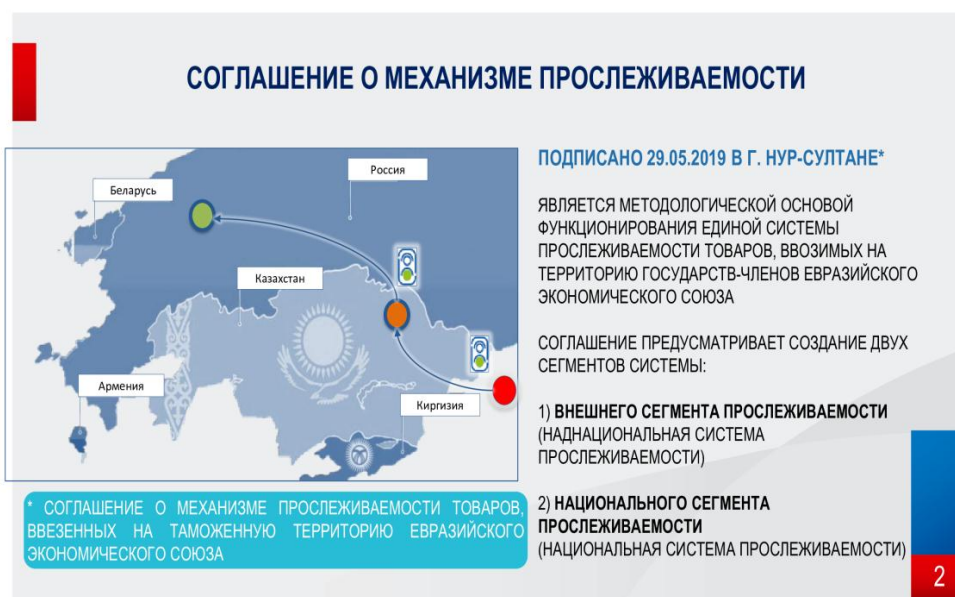 СОГЛАШЕНИЕ О МЕХАНИЗМЕ ПРОСЛЕЖИВАЕМОСТИ
Россия
Беларусь
Казахстан
Армения
Киргизия
* СОГЛАШЕНИЕ О МЕХАНИЗМЕ ПРОСЛЕЖИВАЕМОСТИ ТОВАРОВ,
ВВЕЗЕННЫХ НА ТАМОЖЕННУЮ ТЕРРИТОРИЮ ЕВРАЗИЙСКОГО
ЭКОНОМИЧЕСКОГО СОЮЗА
ПОДПИСАНО 29.05.2019 В Г. НУР-СУЛТАНЕ*
ЯВЛЯЕТСЯ МЕТОДОЛОГИЧЕСКОЙ ОСНОВОЙ
ФУНКЦИОНИРОВАНИЯ ЕДИНОЙ СИСТЕМЫ
ПРОСЛЕЖИВАЕМОСТИ ТОВАРОВ, ВВОЗИМЫХ НА
ТЕРРИТОРИЮ ГОСУДАРСТВ-ЧЛЕНОВ ЕВРАЗИЙСКОГО
ЭКОНОМИЧЕСКОГО СОЮЗА
СОГЛАШЕНИЕ ПРЕДУСМАТРИВАЕТ СОЗДАНИЕ ДВУХ
СЕГМЕНТОВ СИСТЕМЫ:
1) ВНЕШНЕГО СЕГМЕНТА ПРОСЛЕЖИВАЕМОСТИ
(НАДНАЦИОНАЛЬНАЯ СИСТЕМА
ПРОСЛЕЖИВАЕМОСТИ)
2) НАЦИОНАЛЬНОГО СЕГМЕНТА
ПРОСЛЕЖИВАЕМОСТИ
(НАЦИОНАЛЬНАЯ СИСТЕМА ПРОСЛЕЖИВАЕМОСТИ)
2